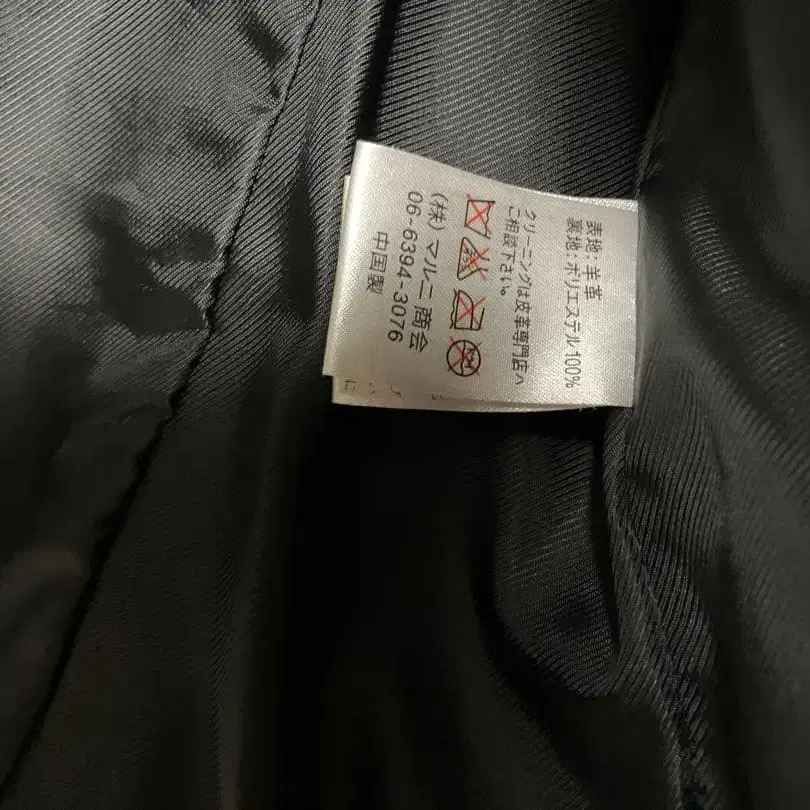 表地:羊革
裏地:ポリエステル100%
クリーニングは皮革専門店へ
ご相談下さい。
(株)マルニ商会
06-6394-3076
中国製